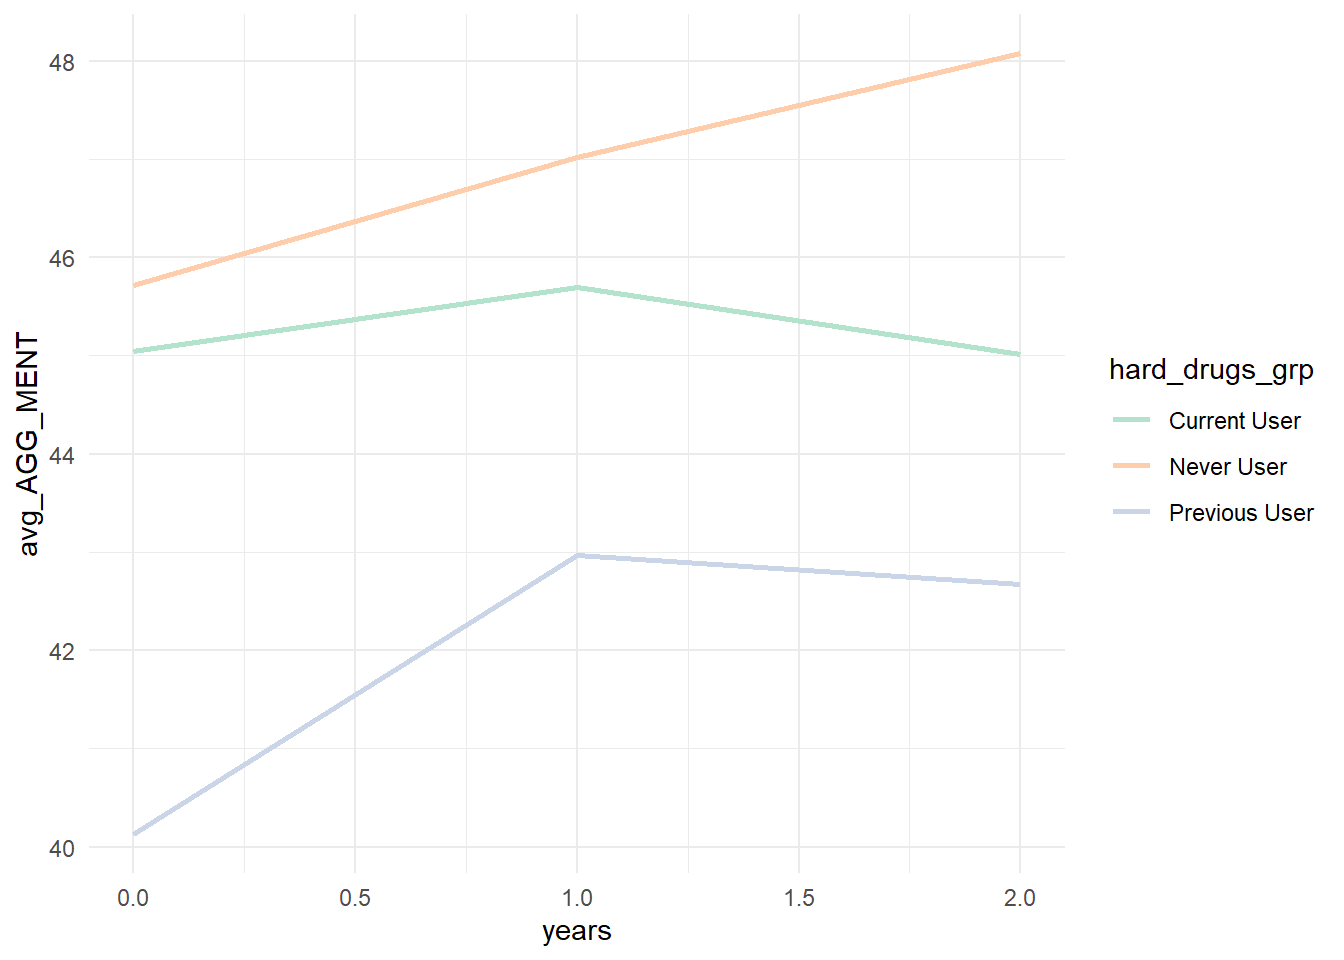 48
46
44
42
40
avg_AGG_MENT
0.0 0.5 1.0 1.5 2.0
years
hard_drugs_grp
Current User
Never User
Previous User